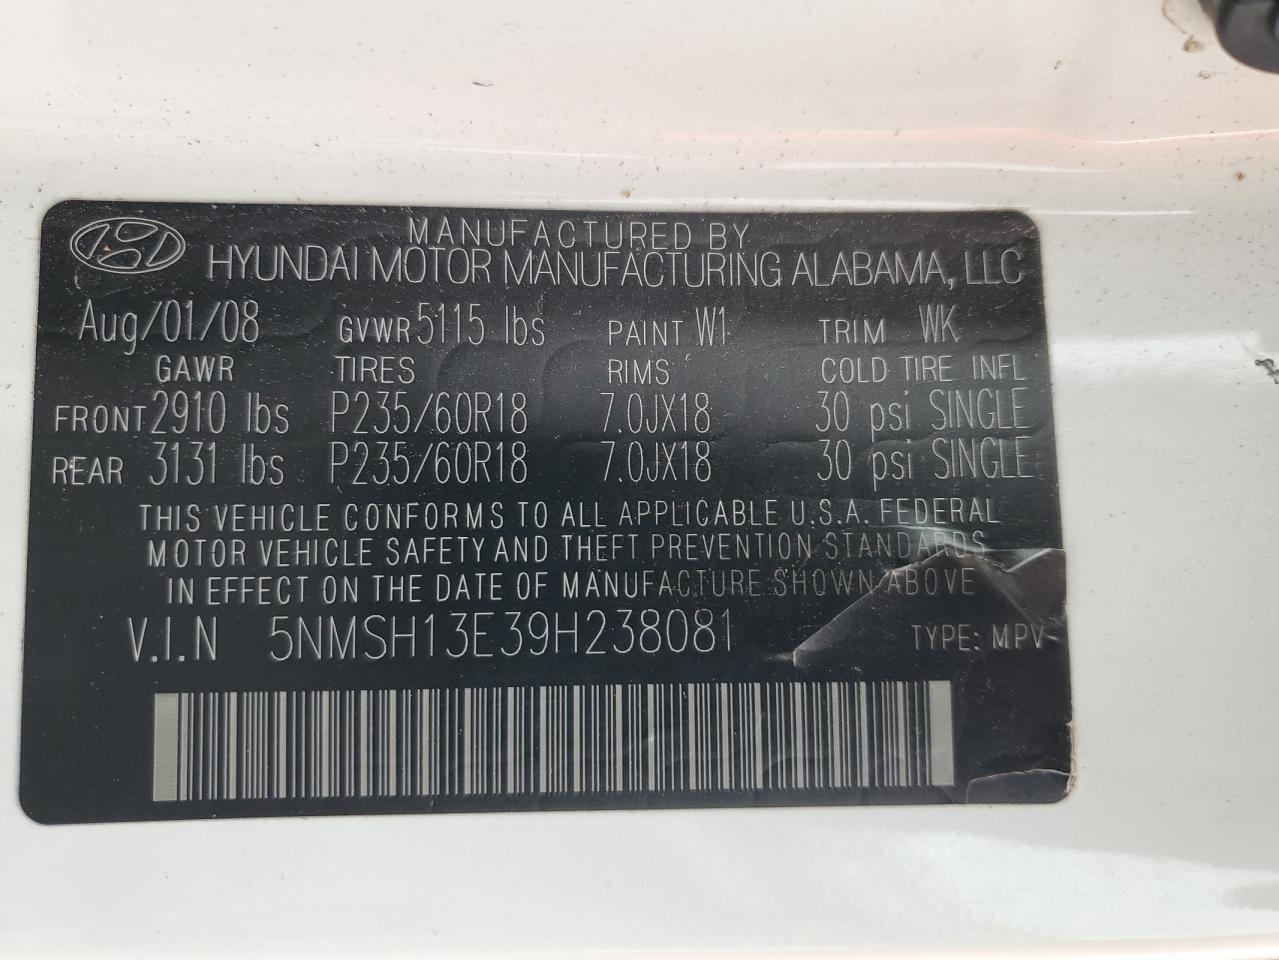 MANUFACTURED BY
HYUNDAI MOTOR MANUFACTURING ALABAMA, LLC
Aug/01/08 GVWR 5115 lbs PAINT W1 TRIM WK
GAWR TIRES RIMS COLD TIRE INFL
FRONT 2910 lbs P235/60R18 7.0JX18 30 psi SINGLE
REAR 3131 lbs P235/60R18 7.0JX18 30 psi SINGLE
THIS VEHICLE CONFORMS TO ALL APPLICABLE U.S.A. FEDERAL
MOTOR VEHICLE SAFETY AND THEFT PREVENTION STANDARDS
IN EFFECT ON THE DATE OF MANUFACTURE SHOWN ABOVE
V.I.N 5NMSH13E39H238081 TYPE: MPV